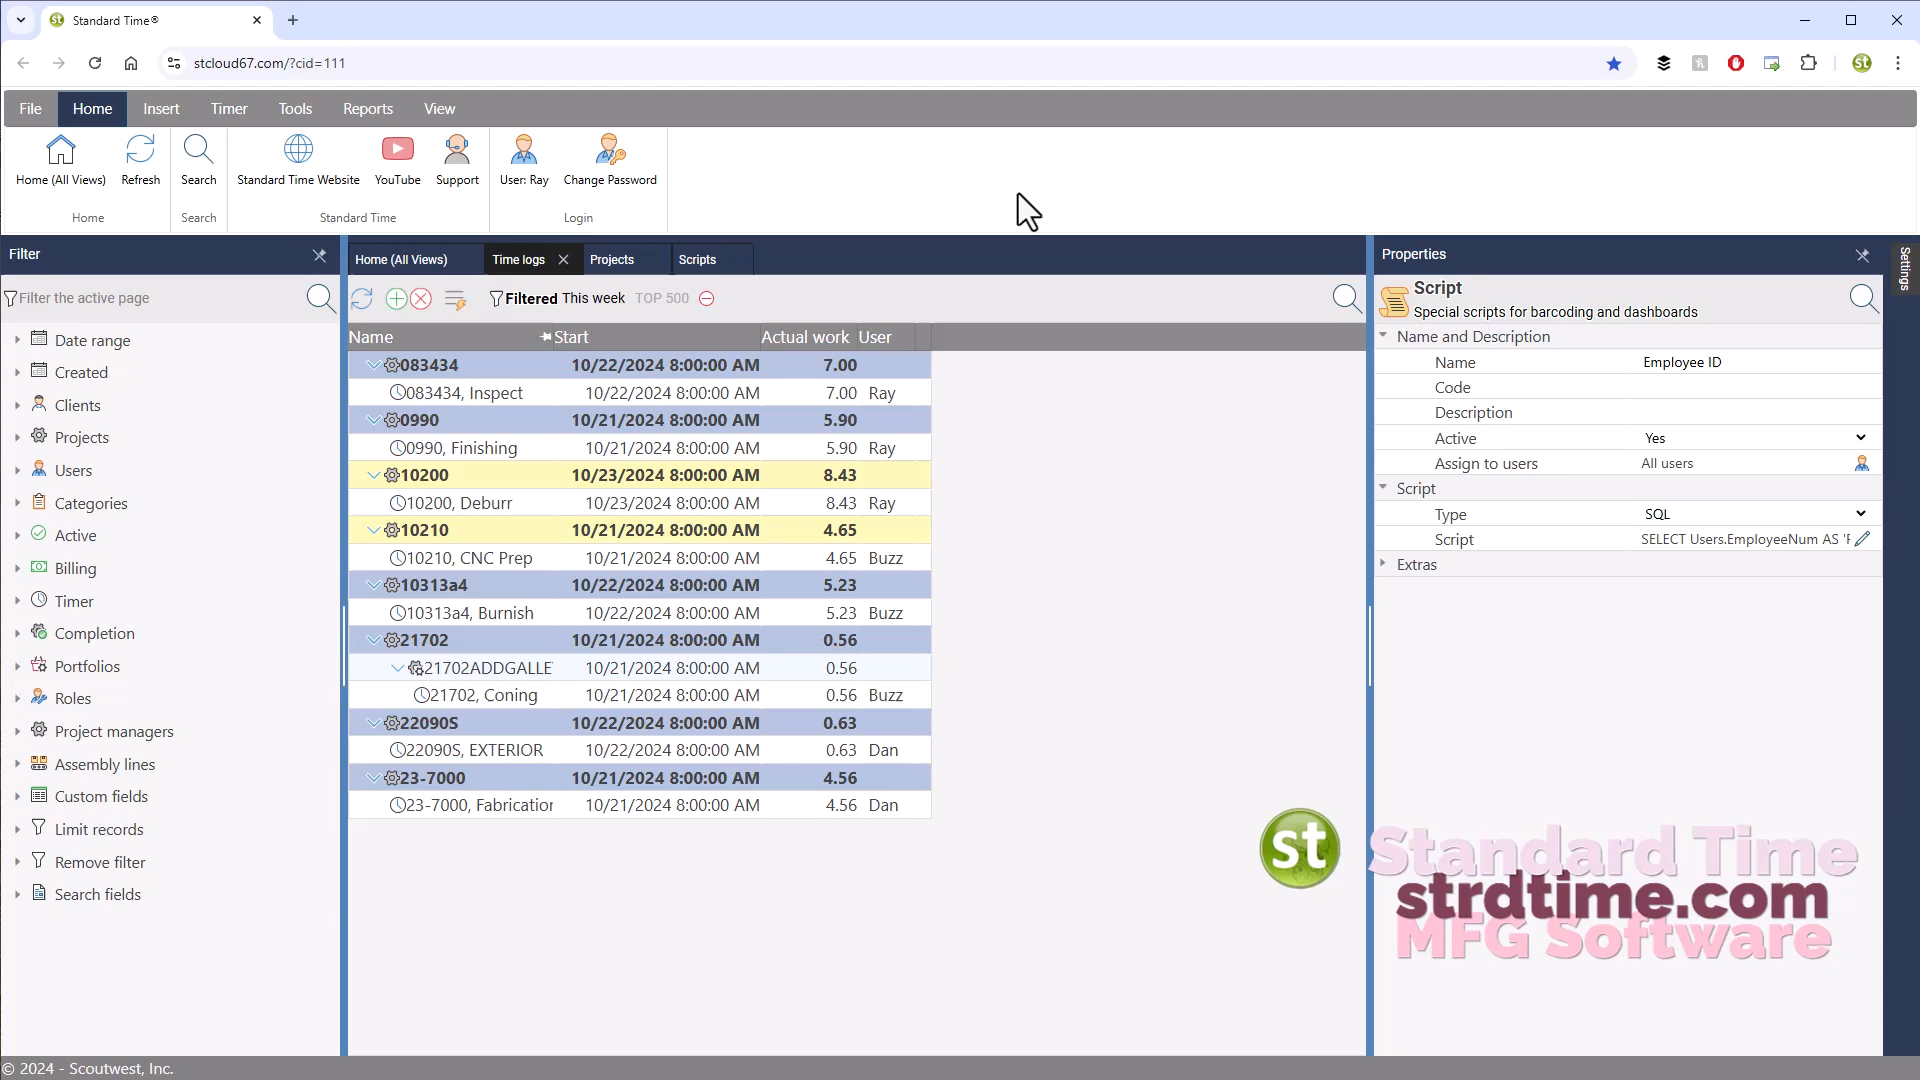 Standard Time®
stcloud67.com/?cid=111
File Home Insert Timer Tools Reports View
Home (All Views) Refresh Search Standard Time Website YouTube Support User: Ray Change Password
Home Search Standard Time Login
Filter
Filter the active page
Date range
Created
Clients
Projects
Users
Categories
Active
Billing
Timer
Completion
Portfolios
Roles
Project managers
Assembly lines
Custom fields
Limit records
Remove filter
Search fields
Home (All Views) Time logs Projects Scripts
Filtered This week TOP 500
Name Start Actual work User
083434 10/22/2024 8:00:00 AM 7.00
083434, Inspect 10/22/2024 8:00:00 AM 7.00 Ray
0990 10/21/2024 8:00:00 AM 5.90
0990, Finishing 10/21/2024 8:00:00 AM 5.90 Ray
10200 10/23/2024 8:00:00 AM 8.43
10200, Deburr 10/23/2024 8:00:00 AM 8.43 Ray
10210 10/21/2024 8:00:00 AM 4.65
10210, CNC Prep 10/21/2024 8:00:00 AM 4.65 Buzz
10313a4 10/22/2024 8:00:00 AM 5.23
10313a4, Burnish 10/22/2024 8:00:00 AM 5.23 Buzz
21702 10/21/2024 8:00:00 AM 0.56
21702ADDGALLE 10/21/2024 8:00:00 AM 0.56
21702, Coning 10/21/2024 8:00:00 AM 0.56 Buzz
22090S 10/22/2024 8:00:00 AM 0.63
22090S, EXTERIOR 10/22/2024 8:00:00 AM 0.63 Dan
23-7000 10/21/2024 8:00:00 AM 4.56
23-7000, Fabrication 10/21/2024 8:00:00 AM 4.56 Dan
Properties
Settings
Script
Special scripts for barcoding and dashboards
Name and Description
Name Employee ID
Code
Description
Active Yes
Assign to users All users
Script
Type SQL
Script SELECT Users.EmployeeNum AS
Extras
st
Standard Time
strdtime.com
MFG Software
© 2024 - Scoutwest, Inc.